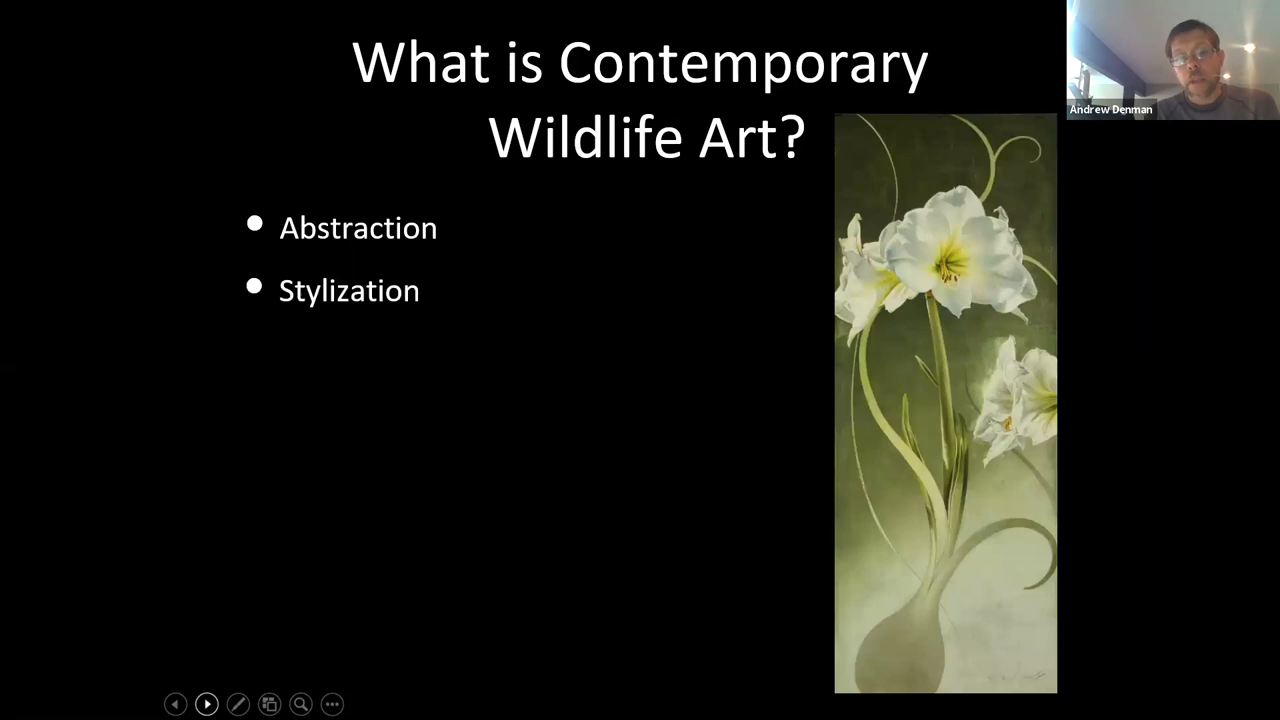 What is Contemporary
Wildlife Art?
Andrew Denman
• Abstraction
• Stylization